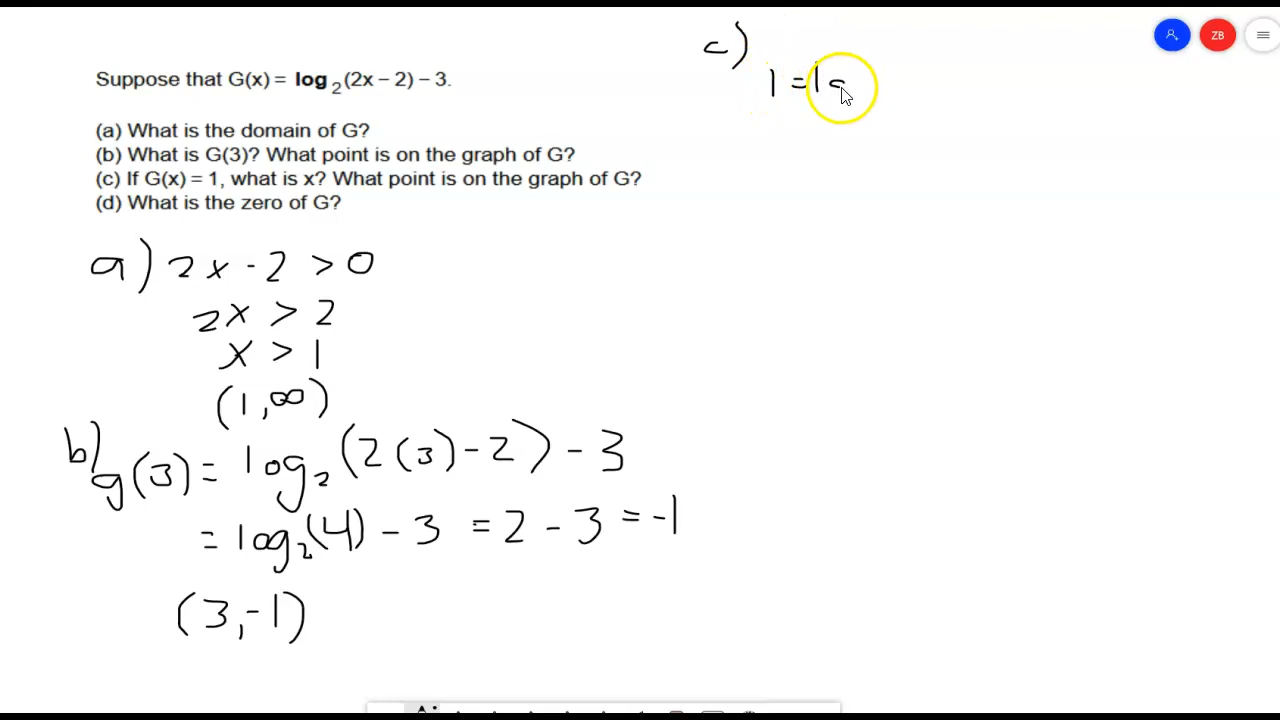 Suppose that G(x) = log₂(2x − 2) − 3.
(a) What is the domain of G?
(b) What is G(3)? What point is on the graph of G?
(c) If G(x) = 1, what is x? What point is on the graph of G?
(d) What is the zero of G?
a) 2x - 2 > 0
2x > 2
x > 1
(1, ∞)
b) g(3) = log₂(2(3) - 2) - 3
= log₂(4) - 3 = 2 - 3 = -1
(3, -1)
c)
1 = lo
ZB